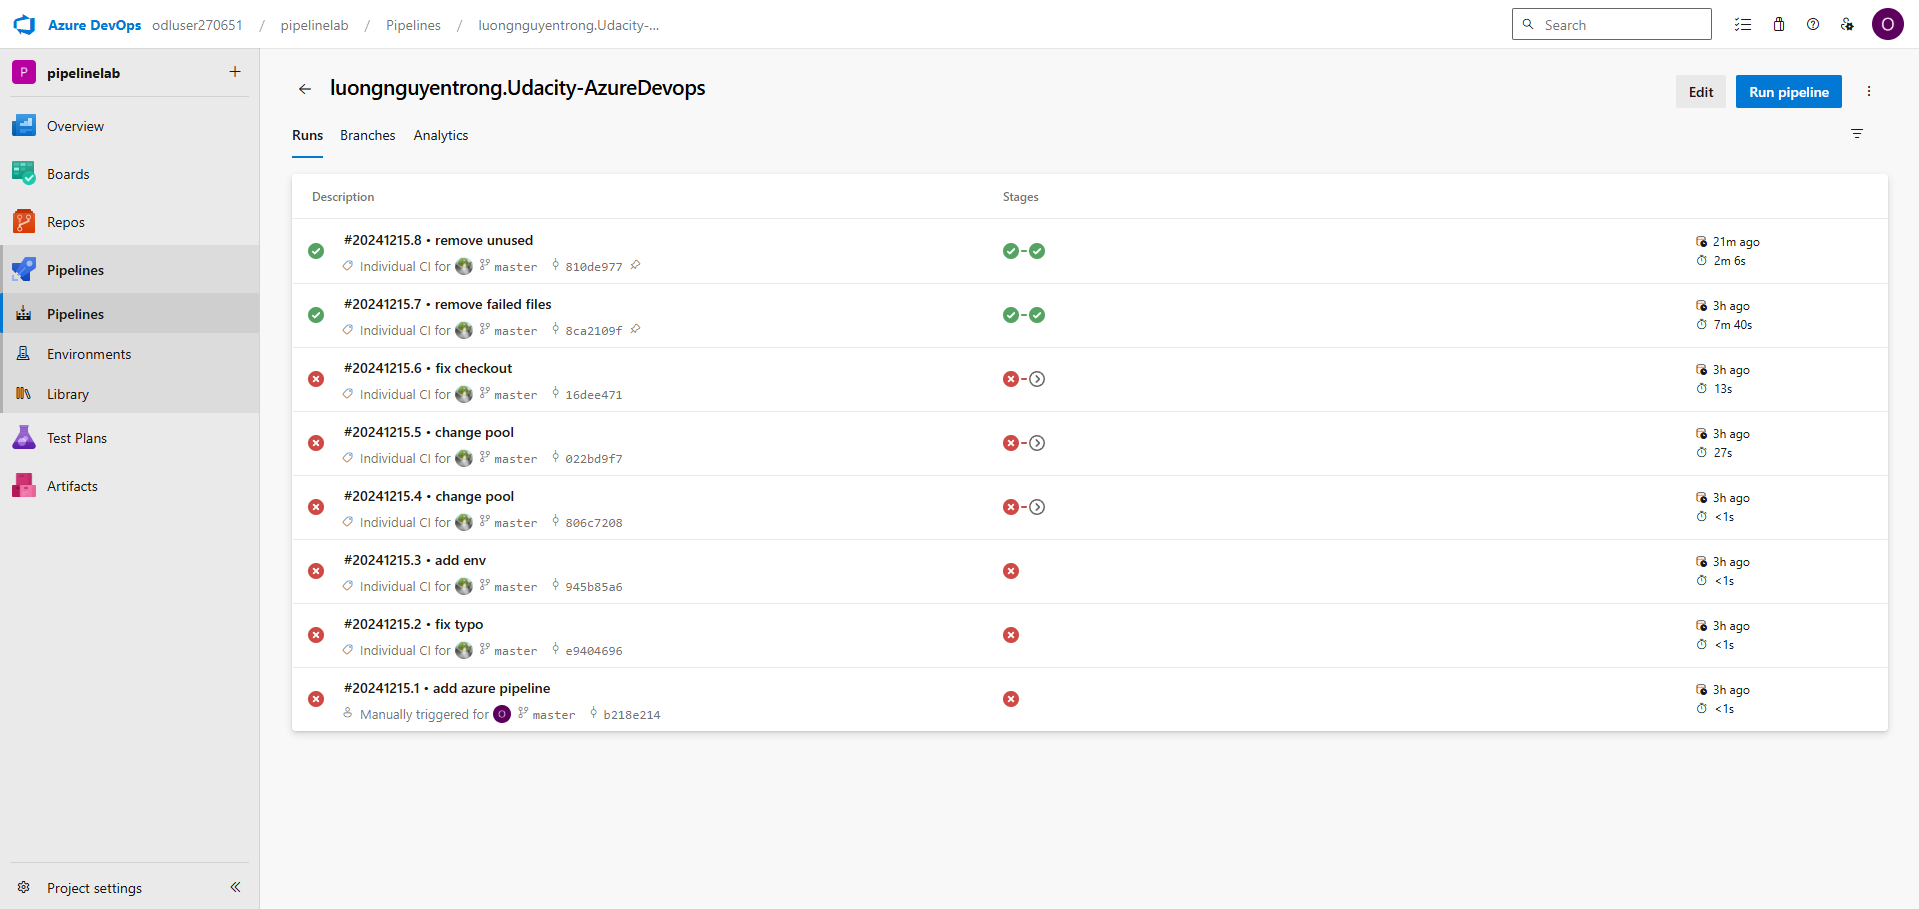 Azure DevOps odluser270651 / pipelinelab / Pipelines / luongnguyentrong.Udacity-...
Search
O
P pipelinelab +
Overview
Boards
Repos
Pipelines
Pipelines
Environments
Library
Test Plans
Artifacts
Project settings
luongnguyentrong.Udacity-AzureDevops
Edit
Run pipeline
Runs Branches Analytics
Description Stages
#20241215.8 • remove unused
Individual CI for master 810de977
21m ago
2m 6s
#20241215.7 • remove failed files
Individual CI for master 8ca2109f
3h ago
7m 40s
#20241215.6 • fix checkout
Individual CI for master 16dee471
3h ago
13s
#20241215.5 • change pool
Individual CI for master 022bd9f7
3h ago
27s
#20241215.4 • change pool
Individual CI for master 806c7208
3h ago
<1s
#20241215.3 • add env
Individual CI for master 945b85a6
3h ago
<1s
#20241215.2 • fix typo
Individual CI for master e9404696
3h ago
<1s
#20241215.1 • add azure pipeline
Manually triggered for O master b218e214
3h ago
<1s